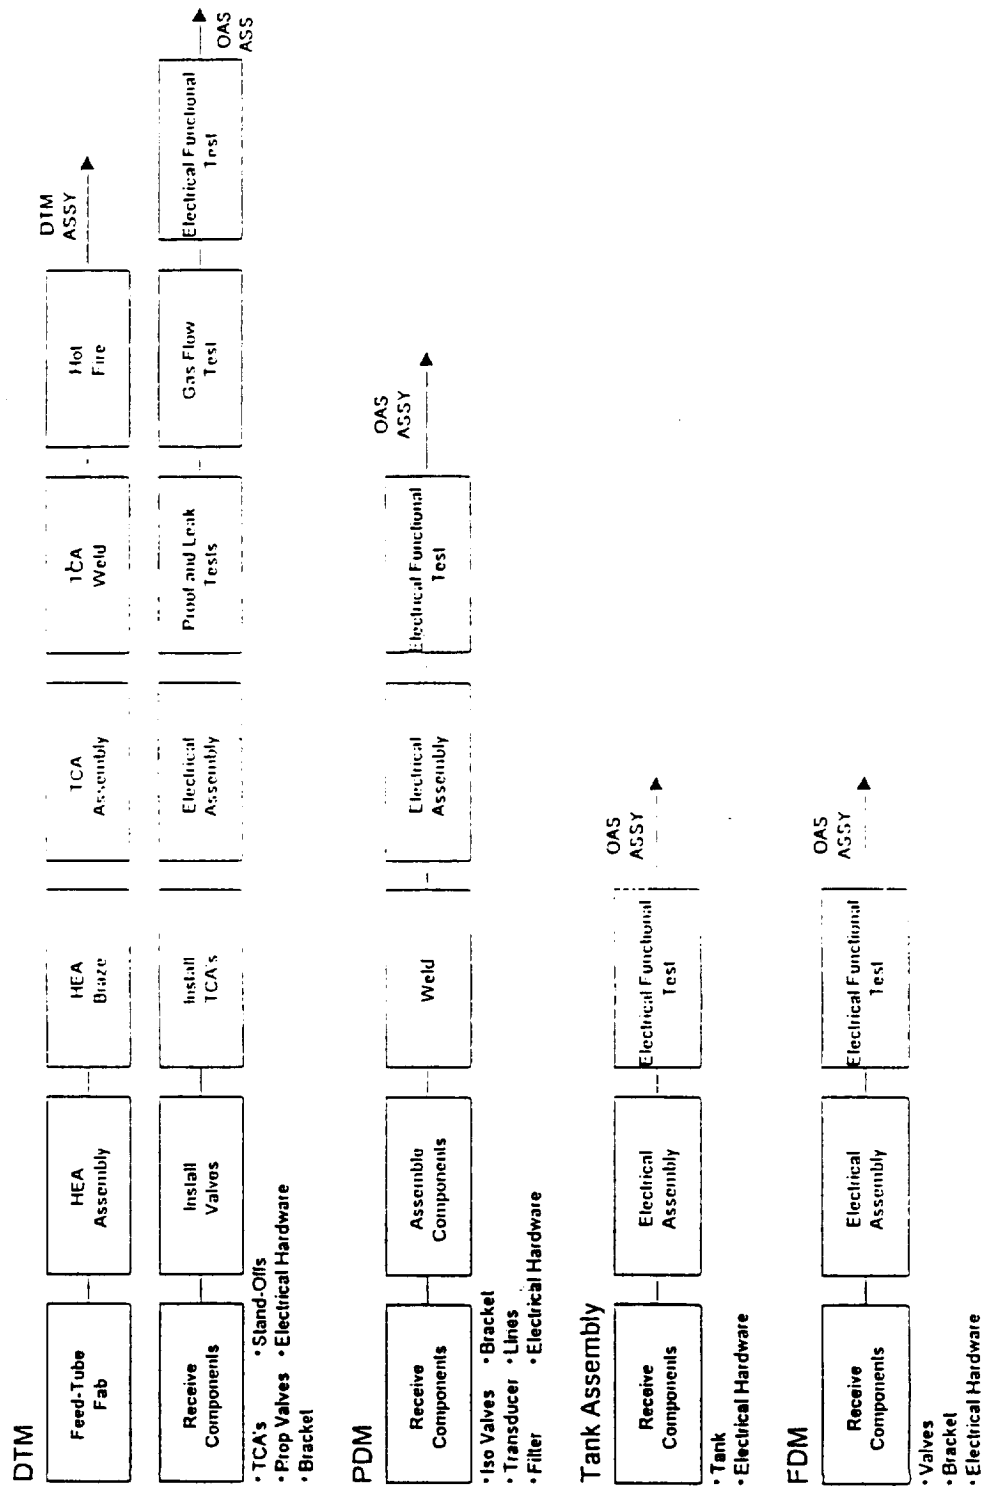 DTM
Feed-Tube
Fab
HEA
Assembly
HEA
Braze
TCA
Assembly
TCA
Weld
Hot
Fire
DTM
ASSY
Receive
Components
Install
Valves
Install
TCA's
Electrical
Assembly
Proof and Leak
Tests
Gas Flow
Test
Electrical Functional
Test
OAS
ASS
• TCA's • Stand-Offs
• Prop Valves • Electrical Hardware
• Bracket
PDM
Receive
Components
Assemble
Components
Weld
Electrical
Assembly
Electrical Functional
Test
OAS
ASSY
• Iso Valves • Bracket
• Transducer • Lines
• Filter • Electrical Hardware
Tank Assembly
Receive
Components
Electrical
Assembly
Electrical Functional
Test
OAS
ASSY
• Tank
• Electrical Hardware
FDM
Receive
Components
Electrical
Assembly
Electrical Functional
Test
OAS
ASSY
• Valves
• Bracket
• Electrical Hardware